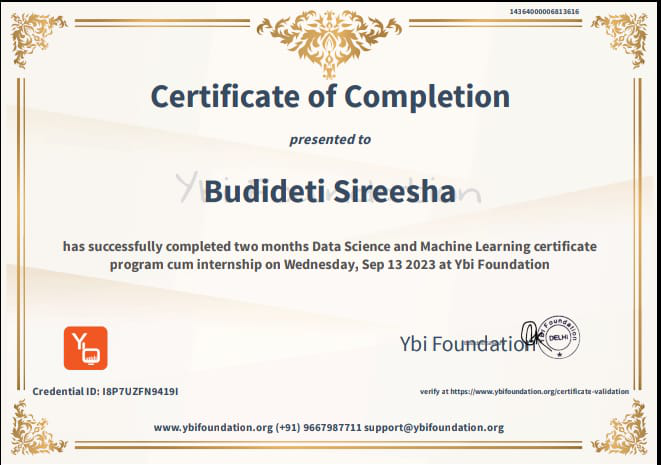 14364000006813616
Certificate of Completion
presented to
Ybi Foundation
Budideti Sireesha
has successfully completed two months Data Science and Machine Learning certificate
program cum internship on Wednesday, Sep 13 2023 at Ybi Foundation
Yb
Ybi Foundation
Ybi Foundation
DELHI
Credential ID: I8P7UZFN9419I
verify at https://www.ybifoundation.org/certificate-validation
www.ybifoundation.org (+91) 9667987711 support@ybifoundation.org